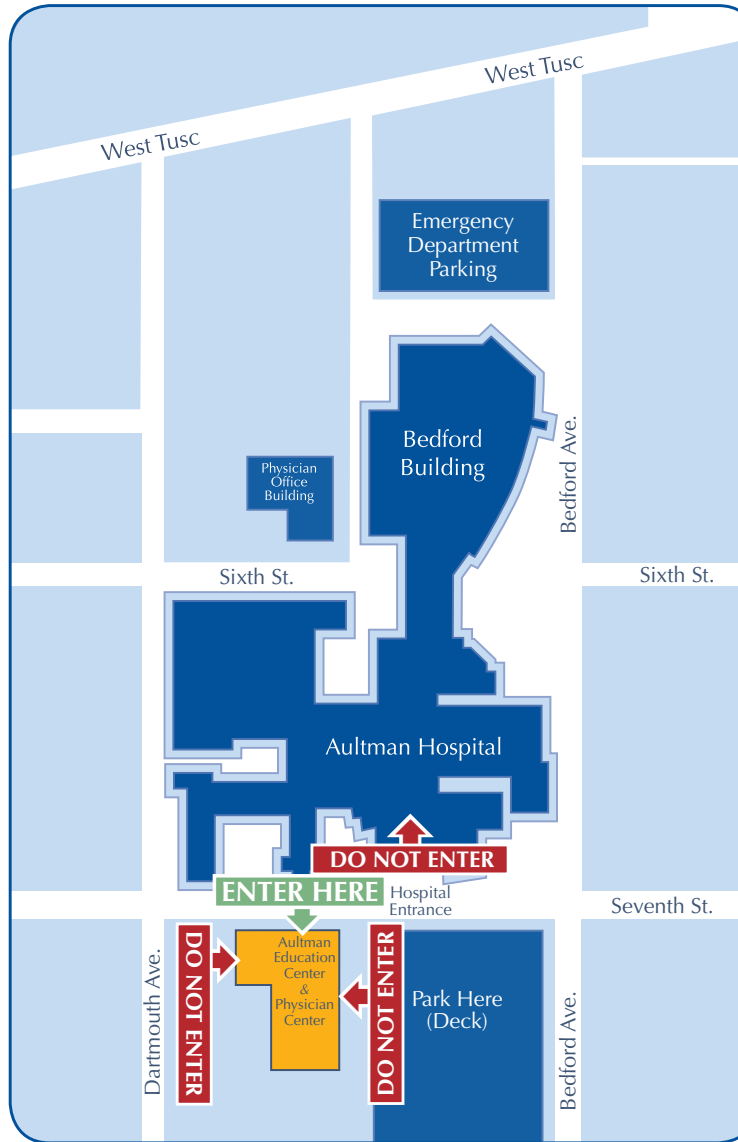 West Tusc
West Tusc
Emergency
Department
Parking
Bedford
Building
Bedford Ave.
Physician
Office
Building
Sixth St.
Sixth St.
Aultman Hospital
DO NOT ENTER
ENTER HERE
Hospital
Entrance
Seventh St.
Dartmouth Ave.
DO NOT ENTER
Aultman
Education
Center
&
Physician
Center
DO NOT ENTER
Park Here
(Deck)
Bedford Ave.